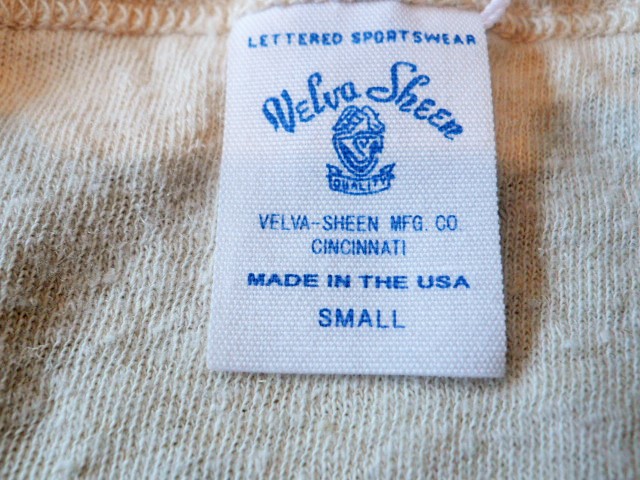 LETTERED SPORTSWEAR
Velva Sheen
QUALITY
VELVA-SHEEN MFG. CO.
CINCINNATI
MADE IN THE USA
SMALL